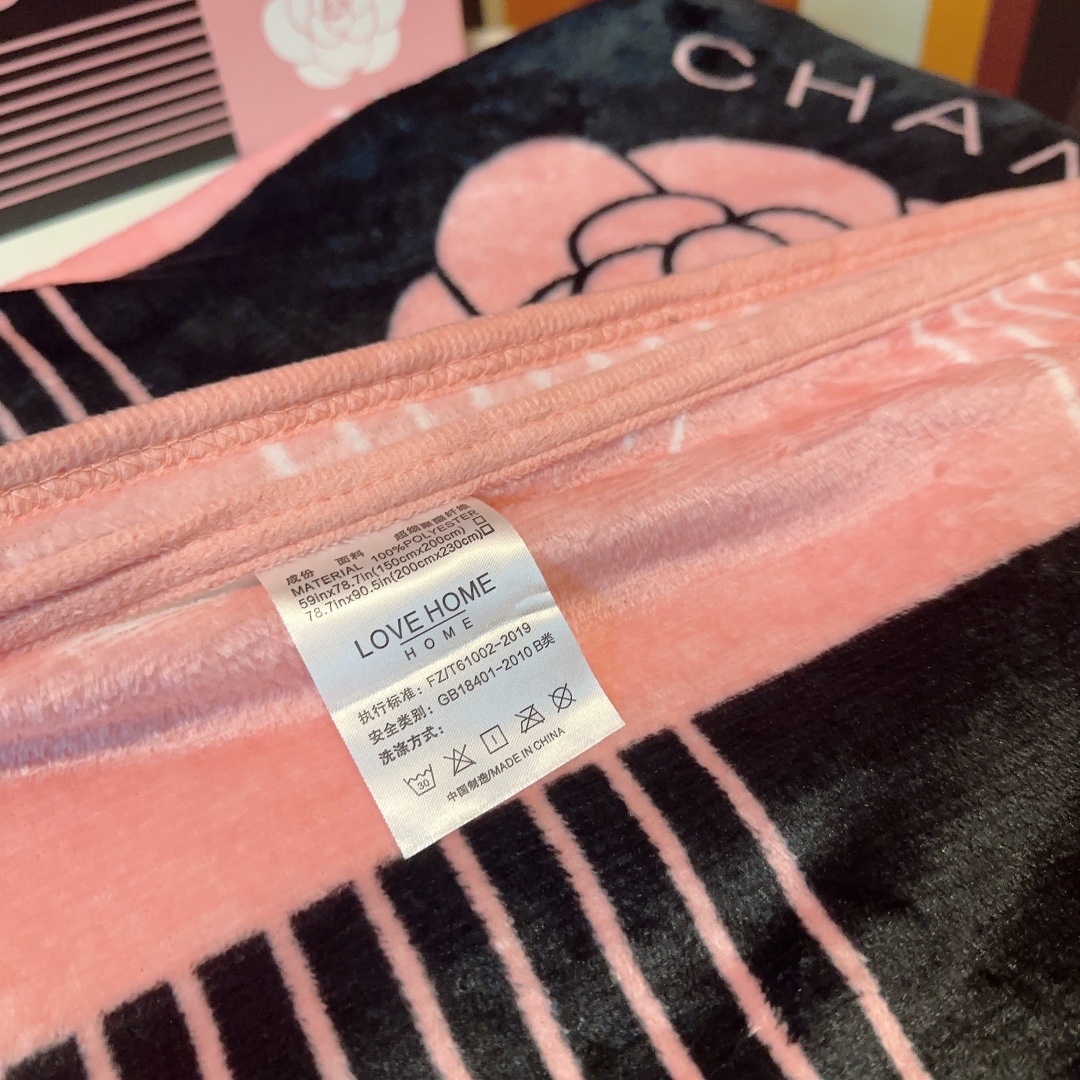 CHAN
成份 面料 超细聚酯纤维
MATERIAL 100%POLYESTER
59inx78.7in(150cmx200cm)
78.7inx90.5in(200cmx230cm)
LOVE HOME
HOME
执行标准：FZ/T61002-2019
安全类别：GB18401-2010 B类
洗涤方式：
30
中国制造/MADE IN CHINA